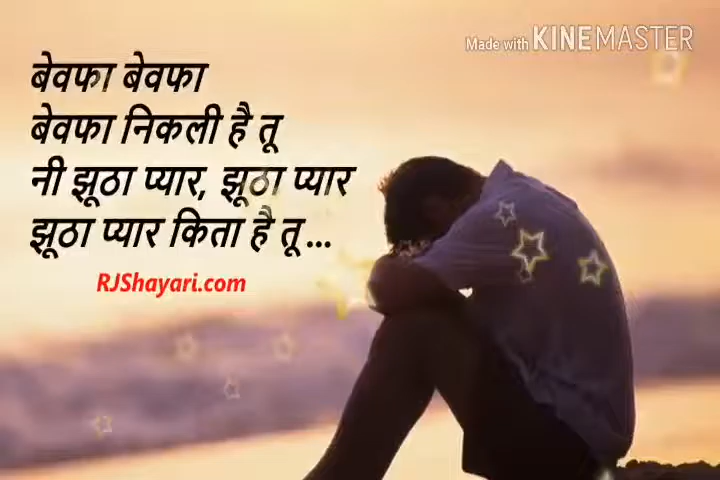 Made with KINEMASTER
बेवफा बेवफा
बेवफा निकली है तू
नी झूठा प्यार, झूठा प्यार
झूठा प्यार किता है तू...
RJShayari.com